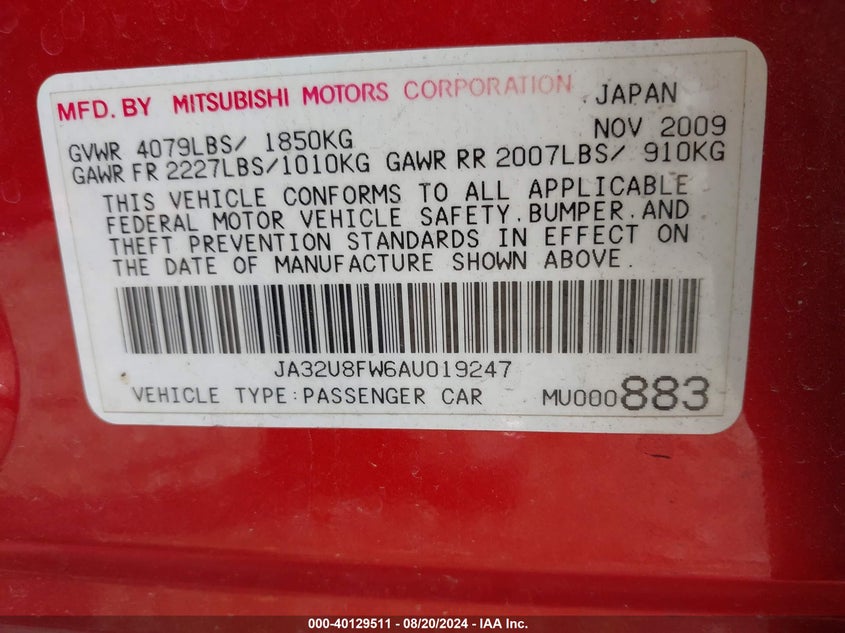 MFD. BY MITSUBISHI MOTORS CORPORATION JAPAN
GVWR 4079LBS/ 1850KG NOV 2009
GAWR FR 2227LBS/1010KG GAWR RR 2007LBS/ 910KG
THIS VEHICLE CONFORMS TO ALL APPLICABLE
FEDERAL MOTOR VEHICLE SAFETY.BUMPER.AND
THEFT PREVENTION STANDARDS IN EFFECT ON
THE DATE OF MANUFACTURE SHOWN ABOVE.
JA32U8FW6AU019247
VEHICLE TYPE:PASSENGER CAR MU000883
000-40129511 - 08/20/2024 - IAA Inc.